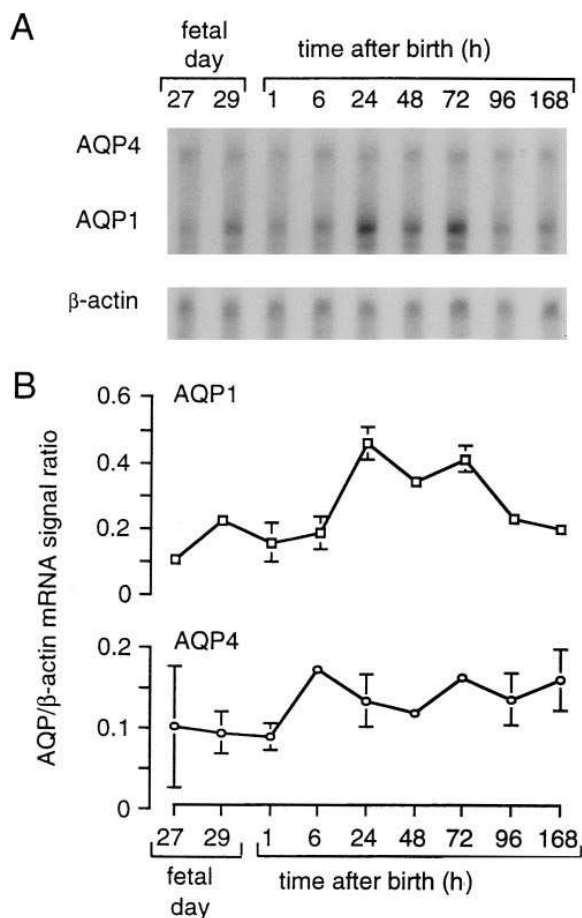 A
fetal day
time after birth (h)
27 29 1 6 24 48 72 96 168
AQP4
AQP1
β-actin
B
AQP1
0.6
0.4
0.2
0
AQP/β-actin mRNA signal ratio
AQP4
0.2
0.1
0
27 29 1 6 24 48 72 96 168
fetal day
time after birth (h)